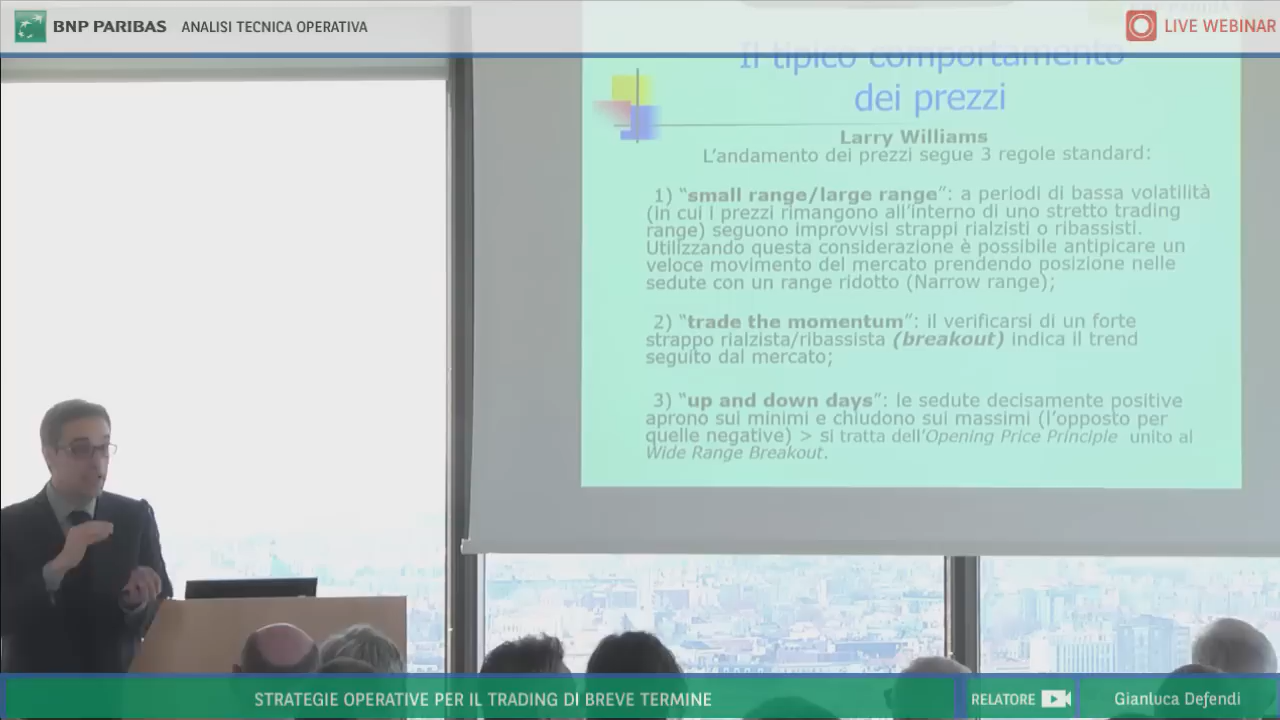 BNP PARIBAS ANALISI TECNICA OPERATIVA
LIVE WEBINAR
Il tipico comportamento
dei prezzi
Larry Williams
L'andamento dei prezzi segue 3 regole standard:
1) "small range/large range": a periodi di bassa volatilità
(in cui i prezzi rimangono all'interno di uno stretto trading
range) seguono improvvisi strappi rialzisti o ribassisti.
Utilizzando questa considerazione è possibile antipicare un
veloce movimento del mercato prendendo posizione nelle
sedute con un range ridotto (Narrow range);
2) "trade the momentum": il verificarsi di un forte
strappo rialzista/ribassista (breakout) indica il trend
seguito dal mercato;
3) "up and down days": le sedute decisamente positive
aprono sui minimi e chiudono sui massimi (l'opposto per
quelle negative) > si tratta dell'Opening Price Principle unito al
Wide Range Breakout.
STRATEGIE OPERATIVE PER IL TRADING DI BREVE TERMINE
RELATORE
Gianluca Defendi